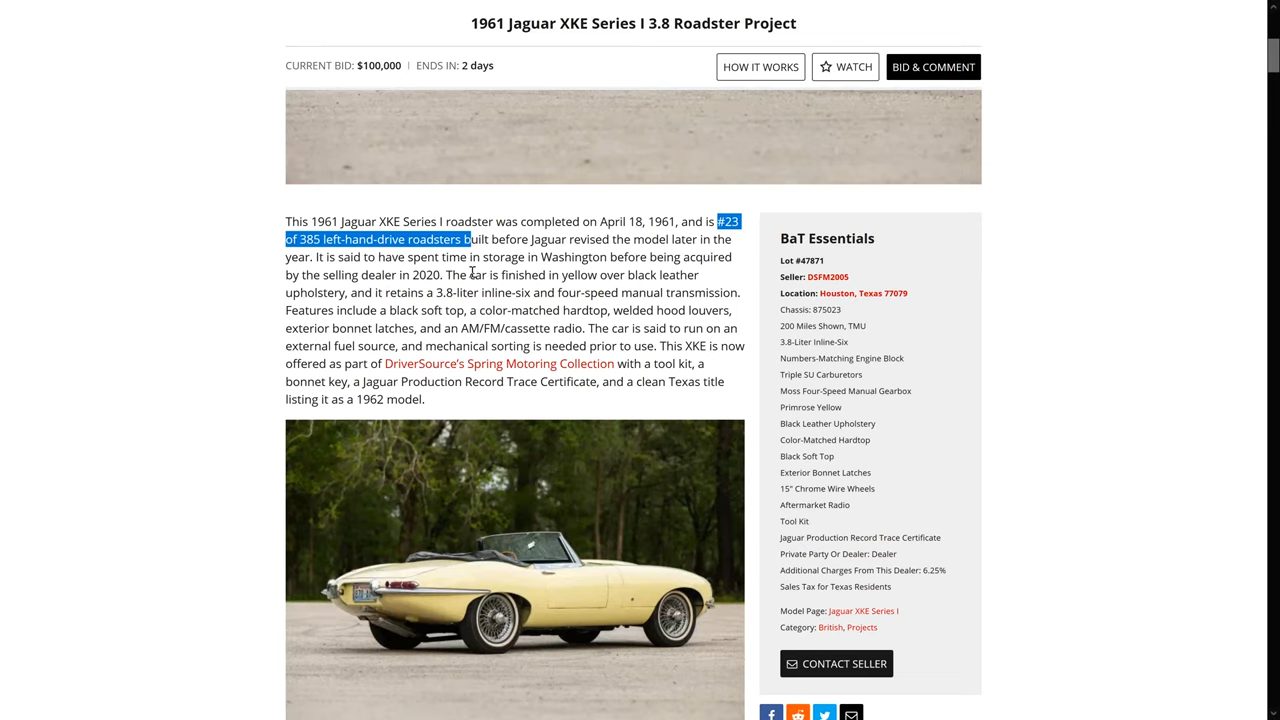 1961 Jaguar XKE Series I 3.8 Roadster Project
CURRENT BID: $100,000 | ENDS IN: 2 days
HOW IT WORKS
WATCH
BID & COMMENT
This 1961 Jaguar XKE Series I roadster was completed on April 18, 1961, and is #23
of 385 left-hand-drive roadsters built before Jaguar revised the model later in the
year. It is said to have spent time in storage in Washington before being acquired
by the selling dealer in 2020. The car is finished in yellow over black leather
upholstery, and it retains a 3.8-liter inline-six and four-speed manual transmission.
Features include a black soft top, a color-matched hardtop, welded hood louvers,
exterior bonnet latches, and an AM/FM/cassette radio. The car is said to run on an
external fuel source, and mechanical sorting is needed prior to use. This XKE is now
offered as part of DriverSource's Spring Motoring Collection with a tool kit, a
bonnet key, a Jaguar Production Record Trace Certificate, and a clean Texas title
listing it as a 1962 model.
BaT Essentials
Lot #47871
Seller: DSFM2005
Location: Houston, Texas 77079
Chassis: 875023
200 Miles Shown, TMU
3.8-Liter Inline-Six
Numbers-Matching Engine Block
Triple SU Carburetors
Moss Four-Speed Manual Gearbox
Primrose Yellow
Black Leather Upholstery
Color-Matched Hardtop
Black Soft Top
Exterior Bonnet Latches
15" Chrome Wire Wheels
Aftermarket Radio
Tool Kit
Jaguar Production Record Trace Certificate
Private Party Or Dealer: Dealer
Additional Charges From This Dealer: 6.25%
Sales Tax for Texas Residents
Model Page: Jaguar XKE Series I
Category: British, Projects
CONTACT SELLER